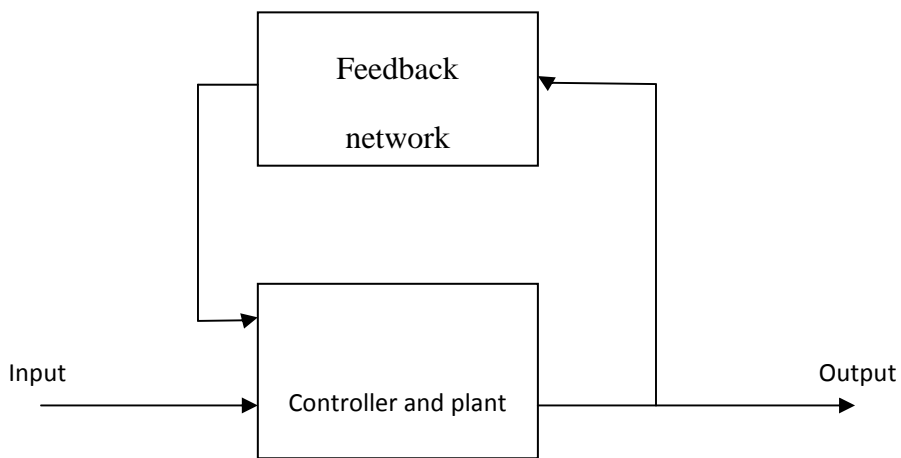 Feedback
network
Input
Output
Controller and plant